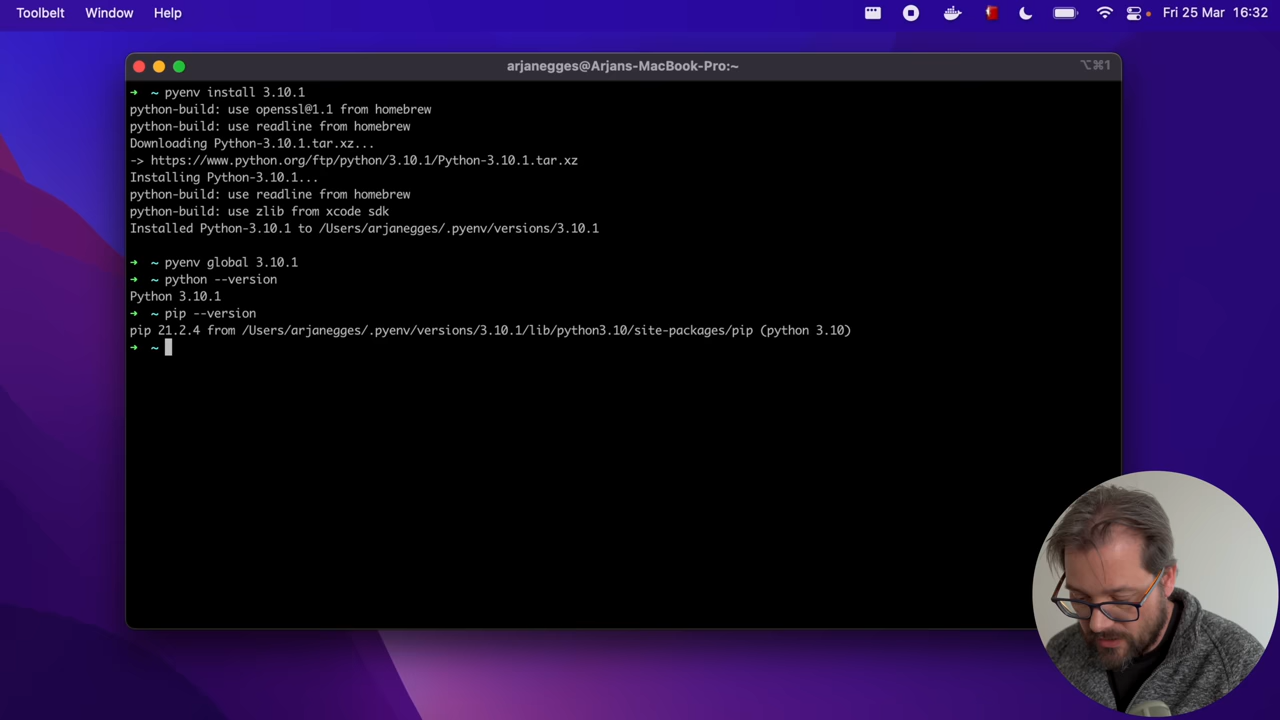 Toolbelt Window Help Fri 25 Mar 16:32
arjanegges@Arjans-MacBook-Pro:~ ⌥⌘1
➜ ~ pyenv install 3.10.1
python-build: use openssl@1.1 from homebrew
python-build: use readline from homebrew
Downloading Python-3.10.1.tar.xz...
-> https://www.python.org/ftp/python/3.10.1/Python-3.10.1.tar.xz
Installing Python-3.10.1...
python-build: use readline from homebrew
python-build: use zlib from xcode sdk
Installed Python-3.10.1 to /Users/arjanegges/.pyenv/versions/3.10.1
➜ ~ pyenv global 3.10.1
➜ ~ python --version
Python 3.10.1
➜ ~ pip --version
pip 21.2.4 from /Users/arjanegges/.pyenv/versions/3.10.1/lib/python3.10/site-packages/pip (python 3.10)
➜ ~